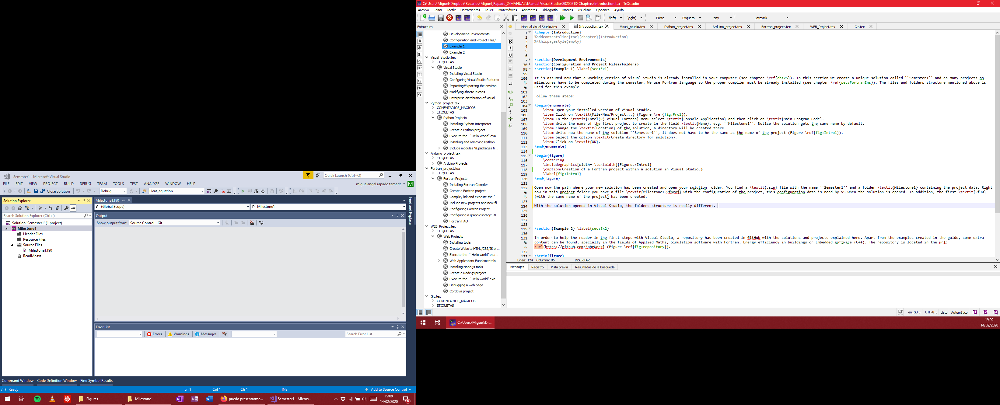 Semester1 - Microsoft Visual Studio
Quick Launch (Ctrl+Q)
FILE EDIT VIEW PROJECT BUILD DEBUG TEAM TOOLS TEST ANALYZE WINDOW HELP
miguelangel.rapado.tamarit
M
Close Solution
Debug
Heat_equation
Solution Explorer
Search Solution Explorer (Ctrl+´)
Solution 'Semester1' (1 project)
Milestone1
Header Files
Resource Files
Source Files
Milestone1.f90
ReadMe.txt
Milestone1.f90
(Global Scope)
Milestone1
Output
Show output from: Source Control - Git
Find and Replace
Error List
Errors
Warnings
Messages
Search Error List
Command Window Code Definition Window Find Symbol Results
Ready Ln 1 Col 1 Ch 1 INS Add to Source Control
Figures
Milestone1
puedo presentarme...
Semester1 - Micros...
19:09
14/02/2020
C:\Users\Miguel\Dropbox\Becarios\Miguel_Rapado_2\MANUAL\Manual Visual Studio\20200213\Chapters\Introduction.tex - TeXstudio
Archivo Editar Idefix Herramientas LaTeX Matemáticas Asistentes Bibliografía Macros Visualizar Opciones Ayuda
\left( \right) Parte Etiqueta tiny Latexmk
Estructura
Development Environments
Configuration and Project Files/...
Example 1
Example 2
Visual_studio.tex
ETIQUETAS
Visual Studio
Installing Visual Studio
Configuring Visual Studio features
Importing/Exporting the environ...
Modifying shortcut icons
Enterprise distribution of Visual ...
Python_project.tex
COMENTARIOS_MÁGICOS
ETIQUETAS
Python Projects
Installing Python Interpreter
Create a Python project
Execute the ``Hello World" exa...
Installing and removing Python ...
Include modules \& packages fr...
Arduino_project.tex
ETIQUETAS
Arduino Projects
Fortran_project.tex
ETIQUETAS
Fortran Projects
Installing Fortran Compiler
Create a Fortran project
Compile, link and execute the `...
Include new projects and new fil...
Configuring Fortran Project
Configuring a graphic library: DI...
Fortran FAQ
WEB_Project.tex
ETIQUETAS
Web Projects
Installing tools
Create Website HTML/CSS/JS pr...
Execute the ``Hello world" exa...
Web Application: Fundamentals
Installing Node.js tools
Create a Node.js project
Execute the ``Hello world" exa...
Debugging a web page
Cordova project
Git.tex
COMENTARIOS_MÁGICOS
ETIQUETAS
Manual Visual Studio.tex Introduction.tex Visual_studio.tex Python_project.tex Arduino_project.tex Fortran_project.tex WEB_Project.tex Git.tex
1 \chapter{Introduction}
2 %addcontentsline{toc}{chapter}{Introduction}
3 %\thispagestyle{empty}
4
5
6
7 \section{Development Environments}
30 \section{Configuration and Project Files/Folders}
98 \section{Example 1} \label{sec:Ex1}
99
100 It is assumed now that a working version of Visual Studio is already installed in your computer (see chapter \ref{ch:VS}). In this section we create a unique solution called ``Semester1'' and as many projects as
milestones have to be completed during the semester. We use Fortran language so the proper compiler must be already installed (see chapter \ref{sec:FortranIns}). The files and folders structure mentioned above is
used for this example.
101
102 Follow these steps:
103
104 \begin{enumerate}
105 \item Open your installed version of Visual Studio.
106 \item Click on \textit{File/New/Project...} (Figure \ref{fig:Pro1}).
107 \item In the \textit{Intel(R) Visual Fortran} menu select \textit{Console Application} and then click on \textit{Main Program Code}.
108 \item Write the name of the first project to create in the field \textit{Name}, e.g. ``Milestone1''. Notice the solution gets the same name by default.
109 \item Change the \textit{Location} of the solution, a directory will be created there.
110 \item Write now the name of the solution ``Semester1'', it does not have to be the same as the name of the project (Figure \ref{fig:Intro1}).
111 \item Select the option \textit{Create directory for solution}.
112 \item Click on \textit{OK}.
113 \end{enumerate}
114
115 \begin{figure}
116 \centering
117 \includegraphics[width= \textwidth]{Figures/Intro1}
118 \caption{Creation of a Fortran project within a solution in Visual Studio.}
119 \label{fig:Intro1}
120 \end{figure}
121
122 Open now the path where your new solution has been created and open your solution folder. You find a \textit{.sln} file with the name ``Semester1'' and a folder \textit{Milestone1} containing the project data. Right
now in this project folder you have a file \textit{Milestone1.vfproj} with the configuration of the project, this configuration data is read by VS when the solution is opened. In addition, the first \textit{.f90}
(with the same name of the project) has been created.
123
124 With the solution opened in Visual Studio, the folders structure is really different.
125
126
127
128
129 \section{Example 2} \label{sec:Ex2}
130
131 In order to help the reader in the first steps with Visual Studio, a repository has been created in GitHub with the solutions and projects explained here. Apart from the examples created in the guide, some extra
content can be found, specially in the fields of Applied Maths, Simulation software with Fortran, Energy efficiency in buildings or Embedded software (C++). The repository is located in the url:
\url{https://github.com/jahrWork} (Figure \ref{fig:repository}).
132
133 \begin{figure}
Línea: 124 Columna: 86 INSERTAR
Mensajes Registro Vista previa Resultados de la Búsqueda
LT en_GB UTF-8 Listo Automático
C:\Users\Miguel\Dr...
19:09
14/02/2020